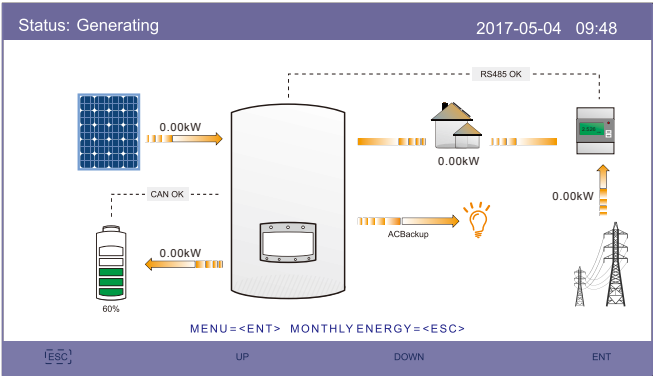 Status: Generating
2017-05-04 09:48
RS485 OK
0.00kW
0.00kW
CAN OK
0.00kW
0.00kW
ACBackup
60%
MENU=<ENT> MONTHLY ENERGY=<ESC>
ESC
UP
DOWN
ENT